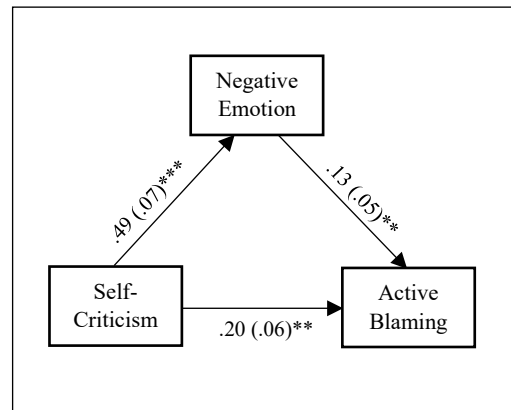 Negative
Emotion
.49 (.07)***
.13 (.05)**
Self-
Criticism
.20 (.06)**
Active
Blaming